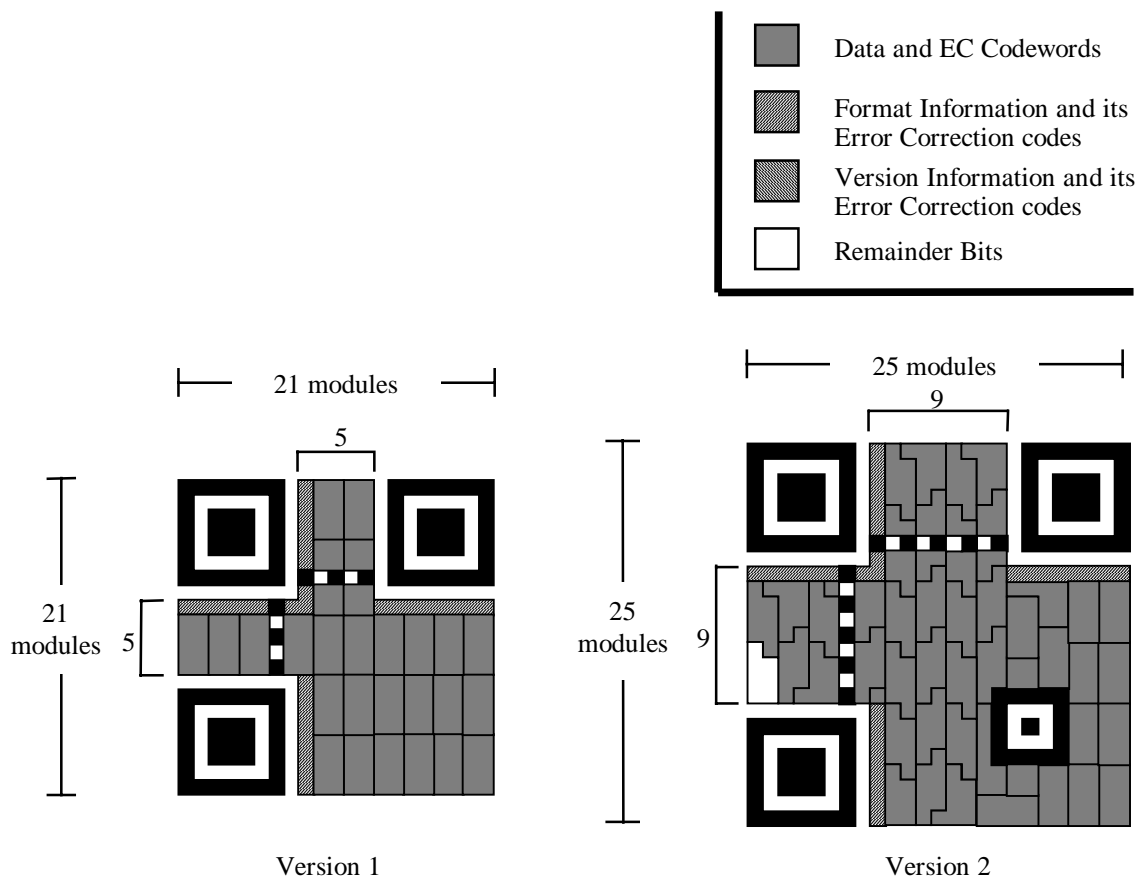 Data and EC Codewords
Format Information and its
Error Correction codes
Version Information and its
Error Correction codes
Remainder Bits
21 modules
5
21
modules
5
Version 1
25 modules
9
25
modules
9
Version 2